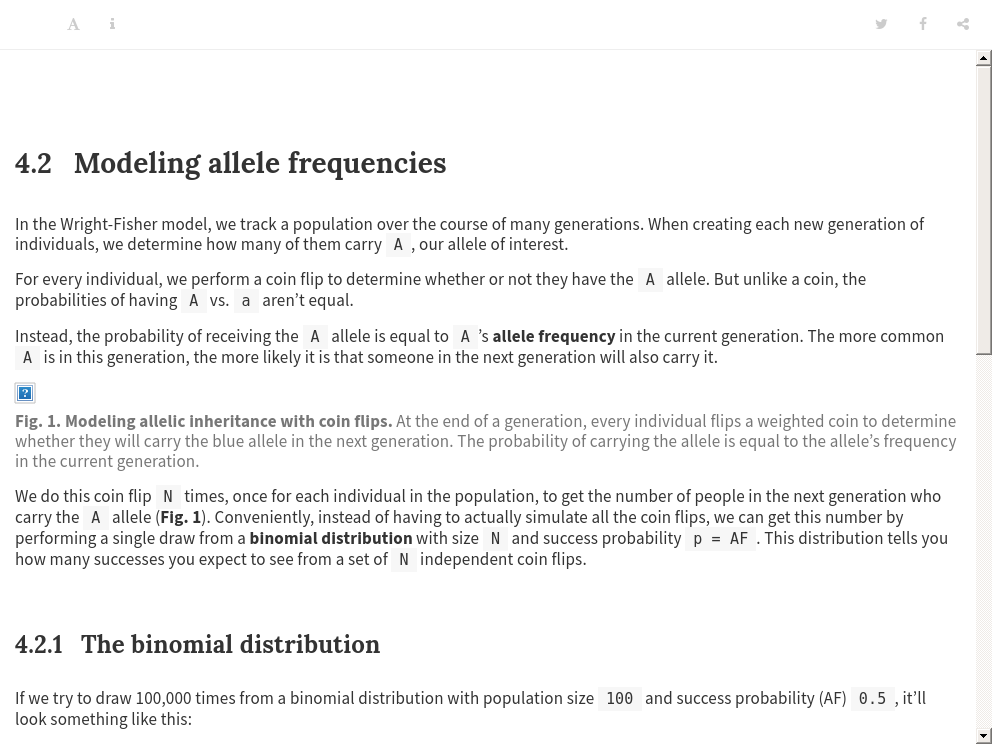 4.2 Modeling allele frequencies
In the Wright-Fisher model, we track a population over the course of many generations. When creating each new generation of
individuals, we determine how many of them carry A , our allele of interest.
For every individual, we perform a coin flip to determine whether or not they have the A allele. But unlike a coin, the
probabilities of having A vs. a aren’t equal.
Instead, the probability of receiving the A allele is equal to A ’s allele frequency in the current generation. The more common
A is in this generation, the more likely it is that someone in the next generation will also carry it.
Fig. 1. Modeling allelic inheritance with coin flips. At the end of a generation, every individual flips a weighted coin to determine
whether they will carry the blue allele in the next generation. The probability of carrying the allele is equal to the allele’s frequency
in the current generation.
We do this coin flip N times, once for each individual in the population, to get the number of people in the next generation who
carry the A allele (Fig. 1). Conveniently, instead of having to actually simulate all the coin flips, we can get this number by
performing a single draw from a binomial distribution with size N and success probability p = AF . This distribution tells you
how many successes you expect to see from a set of N independent coin flips.
4.2.1 The binomial distribution
If we try to draw 100,000 times from a binomial distribution with population size 100 and success probability (AF) 0.5 , it’ll
look something like this: